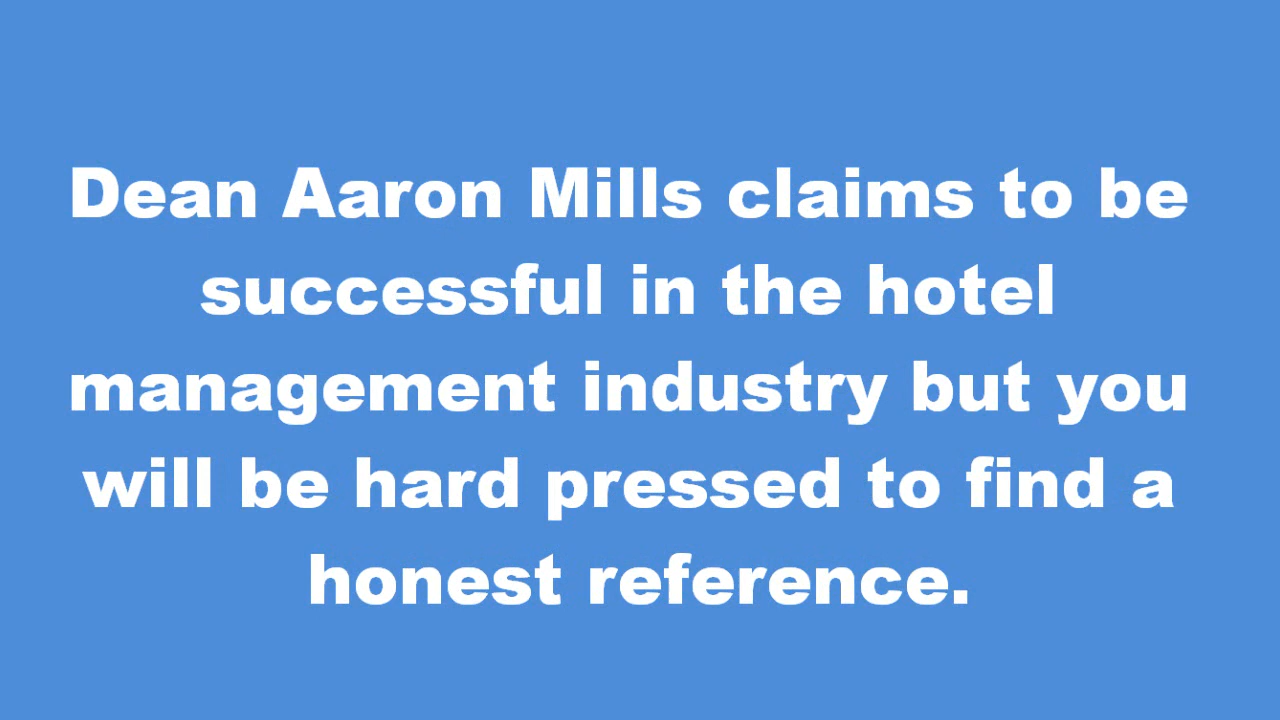 Dean Aaron Mills claims to be
successful in the hotel
management industry but you
will be hard pressed to find a
honest reference.